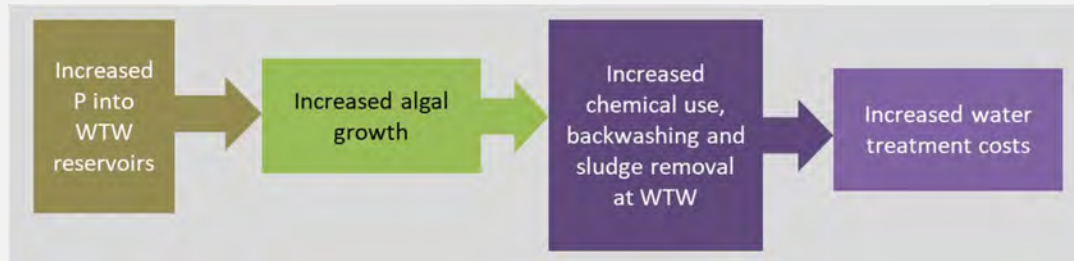 Increased
P into
WTW
reservoirs
Increased algal
growth
Increased
chemical use,
backwashing and
sludge removal
at WTW
Increased water
treatment costs